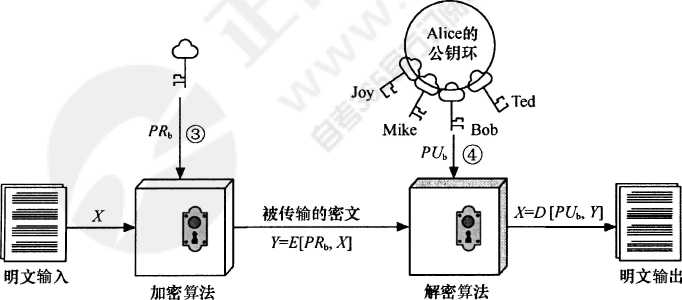 Alice的
公钥环
Joy
Mike
Bob
Ted
PRb ③
PUb ④
X
被传输的密文
Y=E[PRb, X]
X=D[PUb, Y]
明文输入
加密算法
解密算法
明文输出